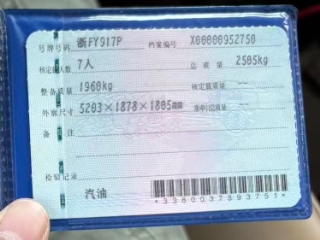 号牌号码 浙FY917P 档案编号 X00000952750
核定载人数 7人 总质量 2505kg
整备质量 1960kg 核定载质量 --
外廓尺寸 5203×1878×1805mm 准牵引总质量 --
备注
检验记录
汽油
*3380037393751*